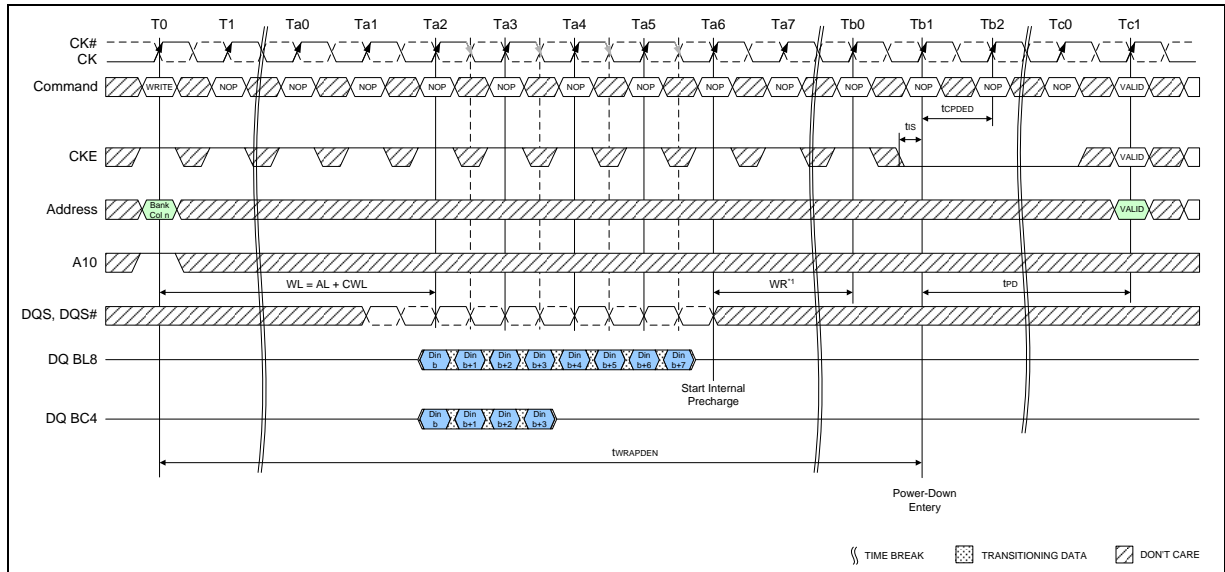 T0 T1 Ta0 Ta1 Ta2 Ta3 Ta4 Ta5 Ta6 Ta7 Tb0 Tb1 Tb2 Tc0 Tc1
CK#
CK
Command WRITE NOP NOP NOP NOP NOP NOP NOP NOP NOP NOP NOP NOP NOP VALID
tCPDED
tIS
CKE VALID
Address Bank Col n VALID
A10
WL = AL + CWL WR*1 tPD
DQS, DQS#
DQ BL8 Din b Din b+1 Din b+2 Din b+3 Din b+4 Din b+5 Din b+6 Din b+7
Start Internal
Precharge
DQ BC4 Din b Din b+1 Din b+2 Din b+3
tWRAPDEN
Power-Down
Entery
TIME BREAK TRANSITIONING DATA DON'T CARE